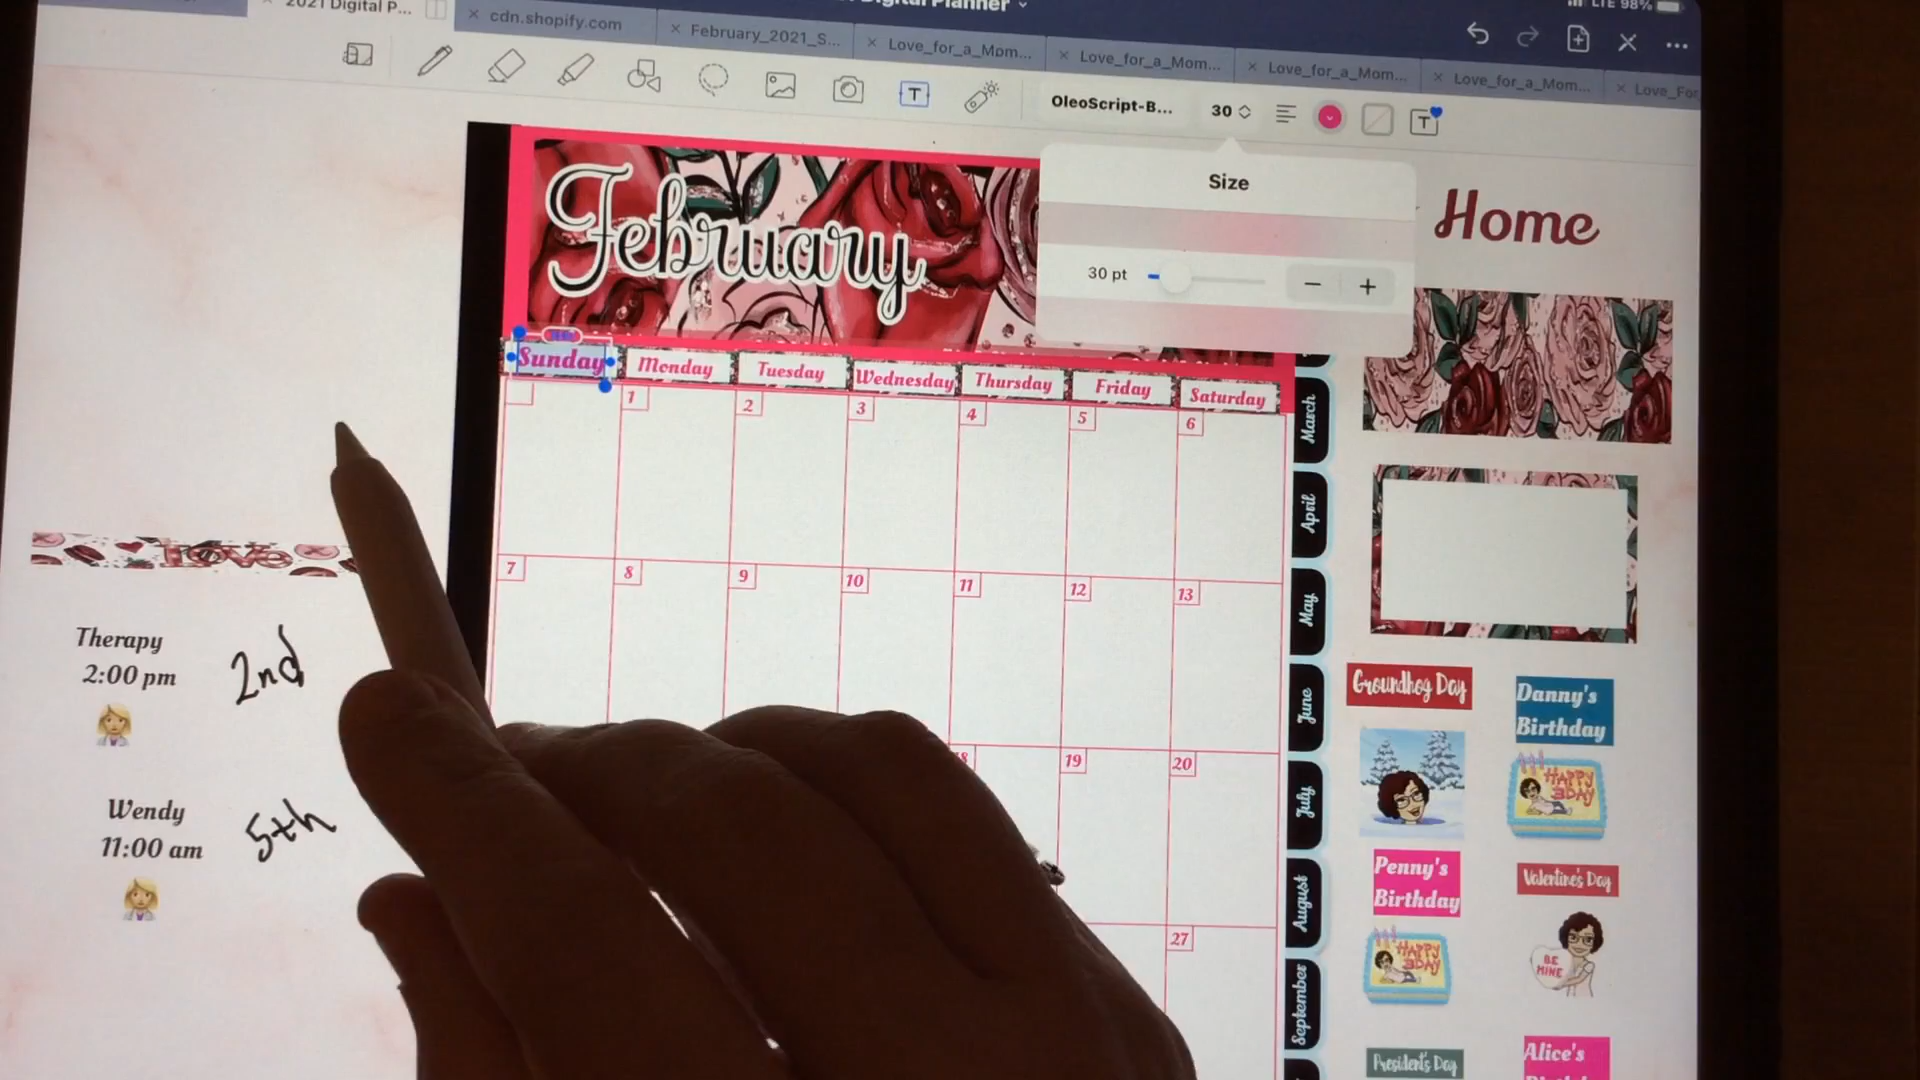 2021 Digital P...
Digital Planner
LTE 98%
cdn.shopify.com
February_2021_S...
Love_for_a_Mom...
Love_for_a_Mom...
Love_for_a_Mom...
Love_for_a_Mom...
Love_For
OleoScript-B...
30
T
Size
30 pt
February
Home
Sunday
Monday
Tuesday
Wednesday
Thursday
Friday
Saturday
1
2
3
4
5
6
7
8
9
10
11
12
13
19
20
27
March
April
May
June
July
August
September
Love
Therapy
2:00 pm
2nd
Wendy
11:00 am
5th
Groundhog Day
Danny's
Birthday
HAPPY
BDAY
Penny's
Birthday
Valentine's Day
HAPPY
BDAY
BE
MINE
President's Day
Alice's